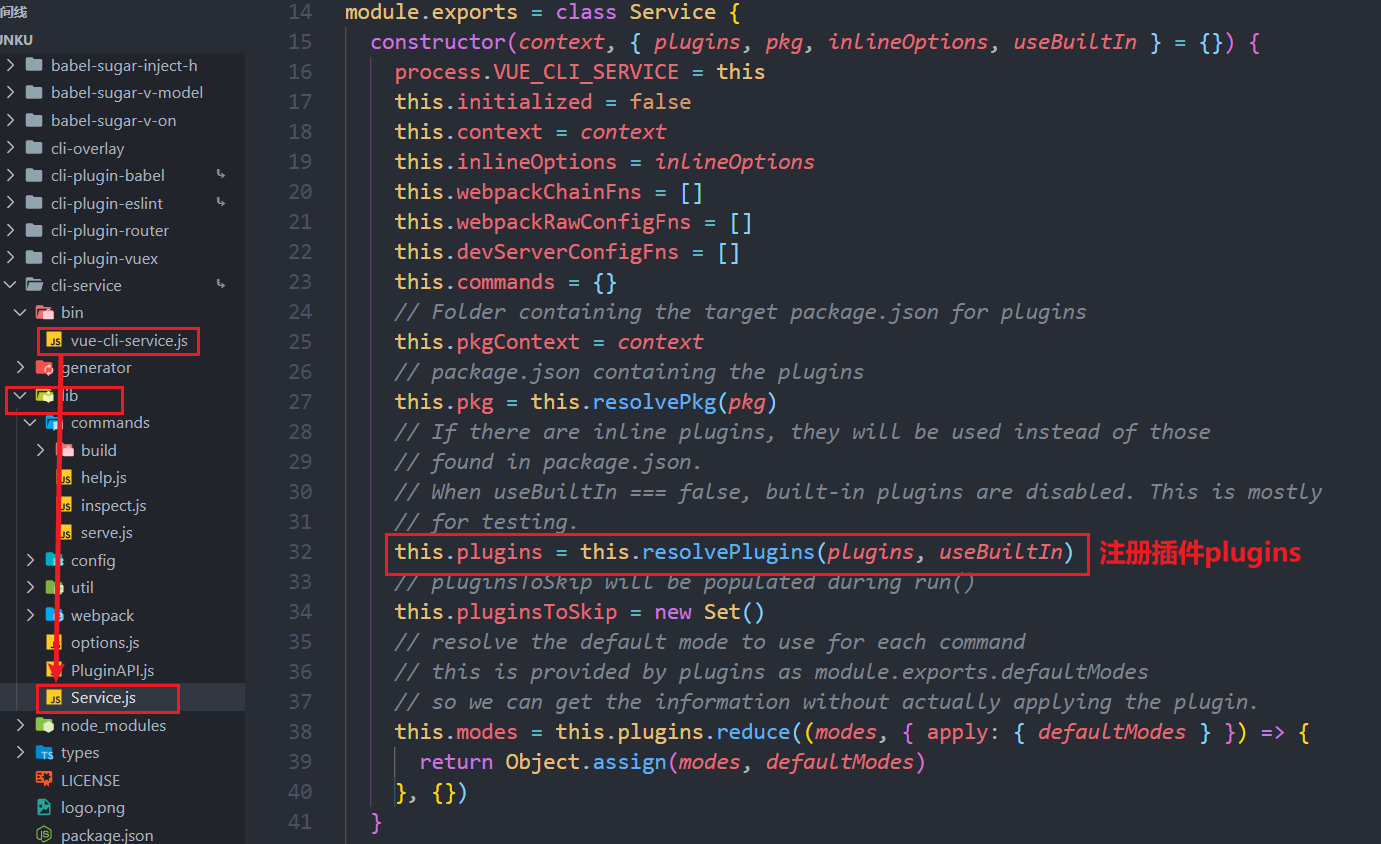 间线
UNKU
babel-sugar-inject-h
babel-sugar-v-model
babel-sugar-v-on
cli-overlay
cli-plugin-babel
cli-plugin-eslint
cli-plugin-router
cli-plugin-vuex
cli-service
bin
vue-cli-service.js
generator
lib
commands
build
help.js
inspect.js
serve.js
config
util
webpack
options.js
PluginAPI.js
Service.js
node_modules
types
LICENSE
logo.png
package.json
14 module.exports = class Service {
15 constructor(context, { plugins, pkg, inlineOptions, useBuiltIn } = {}) {
16 process.VUE_CLI_SERVICE = this
17 this.initialized = false
18 this.context = context
19 this.inlineOptions = inlineOptions
20 this.webpackChainFns = []
21 this.webpackRawConfigFns = []
22 this.devServerConfigFns = []
23 this.commands = {}
24 // Folder containing the target package.json for plugins
25 this.pkgContext = context
26 // package.json containing the plugins
27 this.pkg = this.resolvePkg(pkg)
28 // If there are inline plugins, they will be used instead of those
29 // found in package.json.
30 // When useBuiltIn === false, built-in plugins are disabled. This is mostly
31 // for testing.
32 this.plugins = this.resolvePlugins(plugins, useBuiltIn) 注册插件plugins
33 // pluginsToSkip will be populated during run()
34 this.pluginsToSkip = new Set()
35 // resolve the default mode to use for each command
36 // this is provided by plugins as module.exports.defaultModes
37 // so we can get the information without actually applying the plugin.
38 this.modes = this.plugins.reduce((modes, { apply: { defaultModes } }) => {
39 return Object.assign(modes, defaultModes)
40 }, {})
41 }